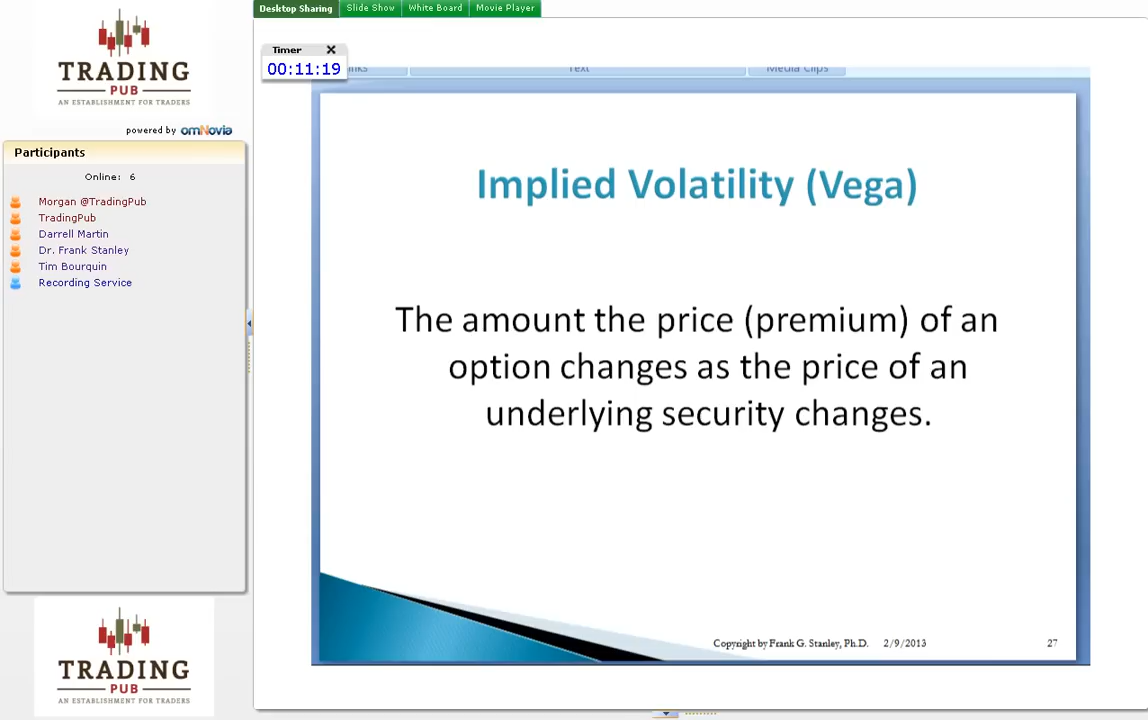 Desktop Sharing Slide Show White Board Movie Player
Timer
00:11:19
Text
Media Clips
TRADING
PUB
AN ESTABLISHMENT FOR TRADERS
powered by omNovia
Participants
Online: 6
Morgan @TradingPub
TradingPub
Darrell Martin
Dr. Frank Stanley
Tim Bourquin
Recording Service
Implied Volatility (Vega)
The amount the price (premium) of an
option changes as the price of an
underlying security changes.
Copyright by Frank G. Stanley, Ph.D. 2/9/2013 27
TRADING
PUB
AN ESTABLISHMENT FOR TRADERS